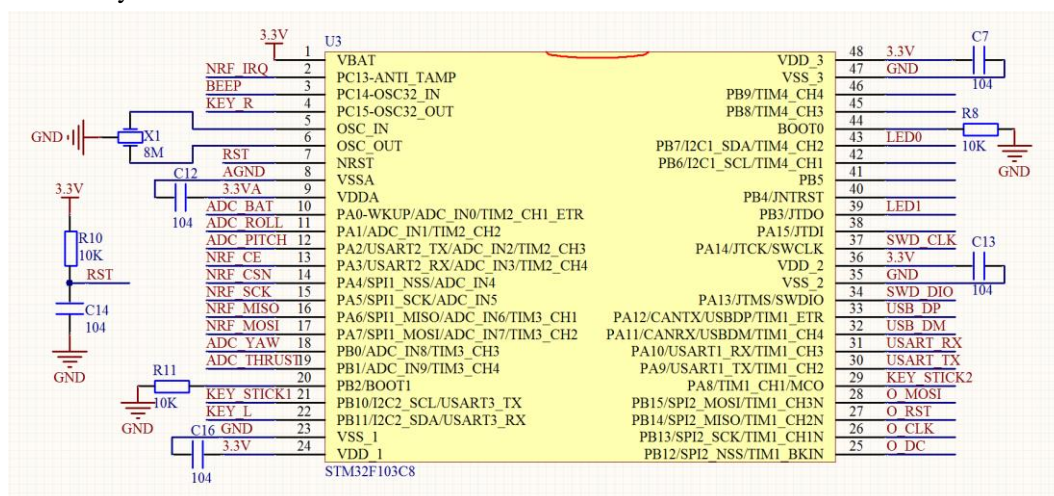 3.3V
U3
C7
1 VBAT VDD_3 48 3.3V
NRF_IRQ 2 PC13-ANTI_TAMP VSS_3 47 GND
104
BEEP 3 PC14-OSC32_IN PB9/TIM4_CH4 46
KEY_R 4 PC15-OSC32_OUT PB8/TIM4_CH3 45
R8
5 OSC_IN BOOT0 44
10K
GND
GND X1
8M
6 OSC_OUT PB7/I2C1_SDA/TIM4_CH2 43 LED0
RST 7 NRST PB6/I2C1_SCL/TIM4_CH1 42
C12
AGND 8 VSSA PB5 41
3.3VA 9 VDDA PB4/JNTRST 40
104
ADC_BAT 10 PA0-WKUP/ADC_IN0/TIM2_CH1_ETR PB3/JTDO 39 LED1
ADC_ROLL 11 PA1/ADC_IN1/TIM2_CH2 PA15/JTDI 38
ADC_PITCH 12 PA2/USART2_TX/ADC_IN2/TIM2_CH3 PA14/JTCK/SWCLK 37 SWD_CLK
C13
NRF_CE 13 PA3/USART2_RX/ADC_IN3/TIM2_CH4 VDD_2 36 3.3V
NRF_CSN 14 PA4/SPI1_NSS/ADC_IN4 VSS_2 35 GND
104
NRF_SCK 15 PA5/SPI1_SCK/ADC_IN5 PA13/JTMS/SWDIO 34 SWD_DIO
NRF_MISO 16 PA6/SPI1_MISO/ADC_IN6/TIM3_CH1 PA12/CANTX/USBDP/TIM1_ETR 33 USB_DP
NRF_MOSI 17 PA7/SPI1_MOSI/ADC_IN7/TIM3_CH2 PA11/CANRX/USBDM/TIM1_CH4 32 USB_DM
ADC_YAW 18 PB0/ADC_IN8/TIM3_CH3 PA10/USART1_RX/TIM1_CH3 31 USART_RX
ADC_THRUST 19 PB1/ADC_IN9/TIM3_CH4 PA9/USART1_TX/TIM1_CH2 30 USART_TX
20 PB2/BOOT1 PA8/TIM1_CH1/MCO 29 KEY_STICK2
KEY_STICK1 21 PB10/I2C2_SCL/USART3_TX PB15/SPI2_MOSI/TIM1_CH3N 28 O_MOSI
KEY_L 22 PB11/I2C2_SDA/USART3_RX PB14/SPI2_MISO/TIM1_CH2N 27 O_RST
GND 23 VSS_1 PB13/SPI2_SCK/TIM1_CH1N 26 O_CLK
3.3V 24 VDD_1 PB12/SPI2_NSS/TIM1_BKIN 25 O_DC
STM32F103C8
3.3V
R10
10K
RST
C14
104
GND
R11
10K
GND
C16
104